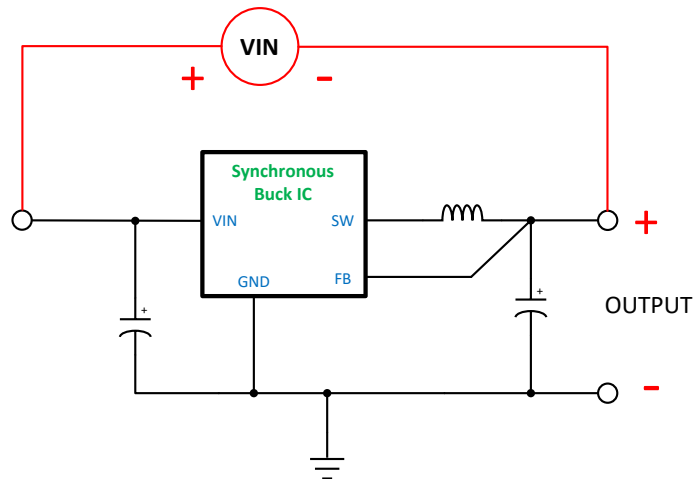 VIN
+ -
Synchronous
Buck IC
VIN SW
+
GND FB
+ +
OUTPUT
-